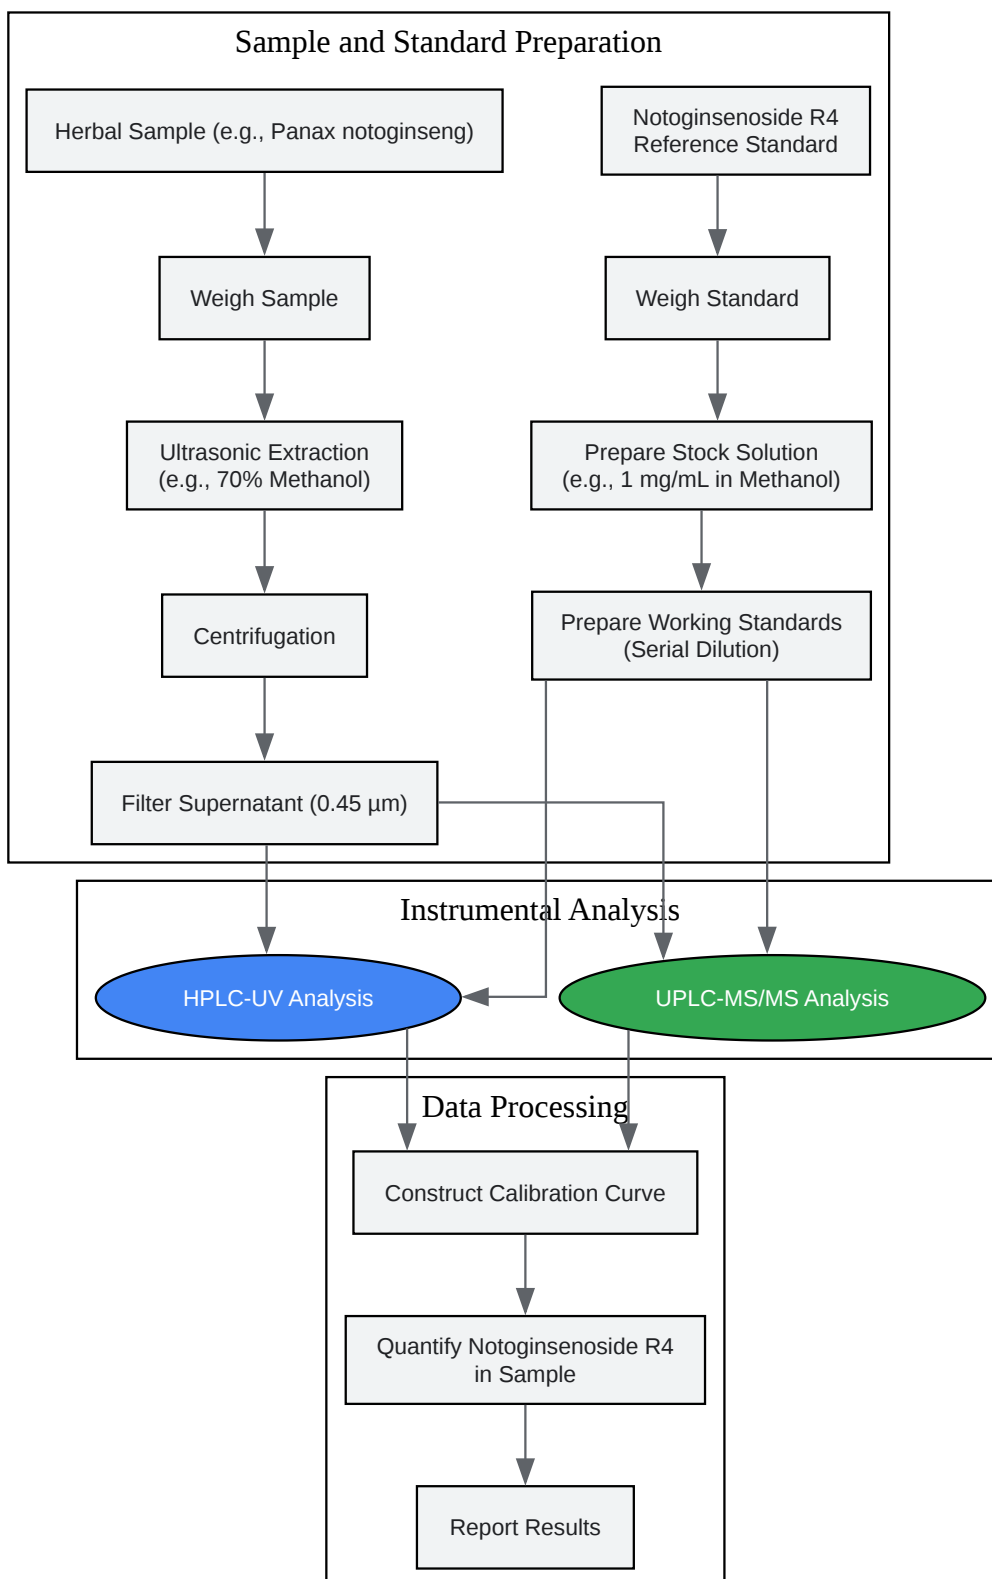 Sample and Standard Preparation
Herbal Sample (e.g., Panax notoginseng)
Notoginsenoside R4
Reference Standard
Weigh Sample
Weigh Standard
Ultrasonic Extraction
(e.g., 70% Methanol)
Prepare Stock Solution
(e.g., 1 mg/mL in Methanol)
Centrifugation
Prepare Working Standards
(Serial Dilution)
Filter Supernatant (0.45 µm)
Instrumental Analysis
HPLC-UV Analysis
UPLC-MS/MS Analysis
Data Processing
Construct Calibration Curve
Quantify Notoginsenoside R4
in Sample
Report Results